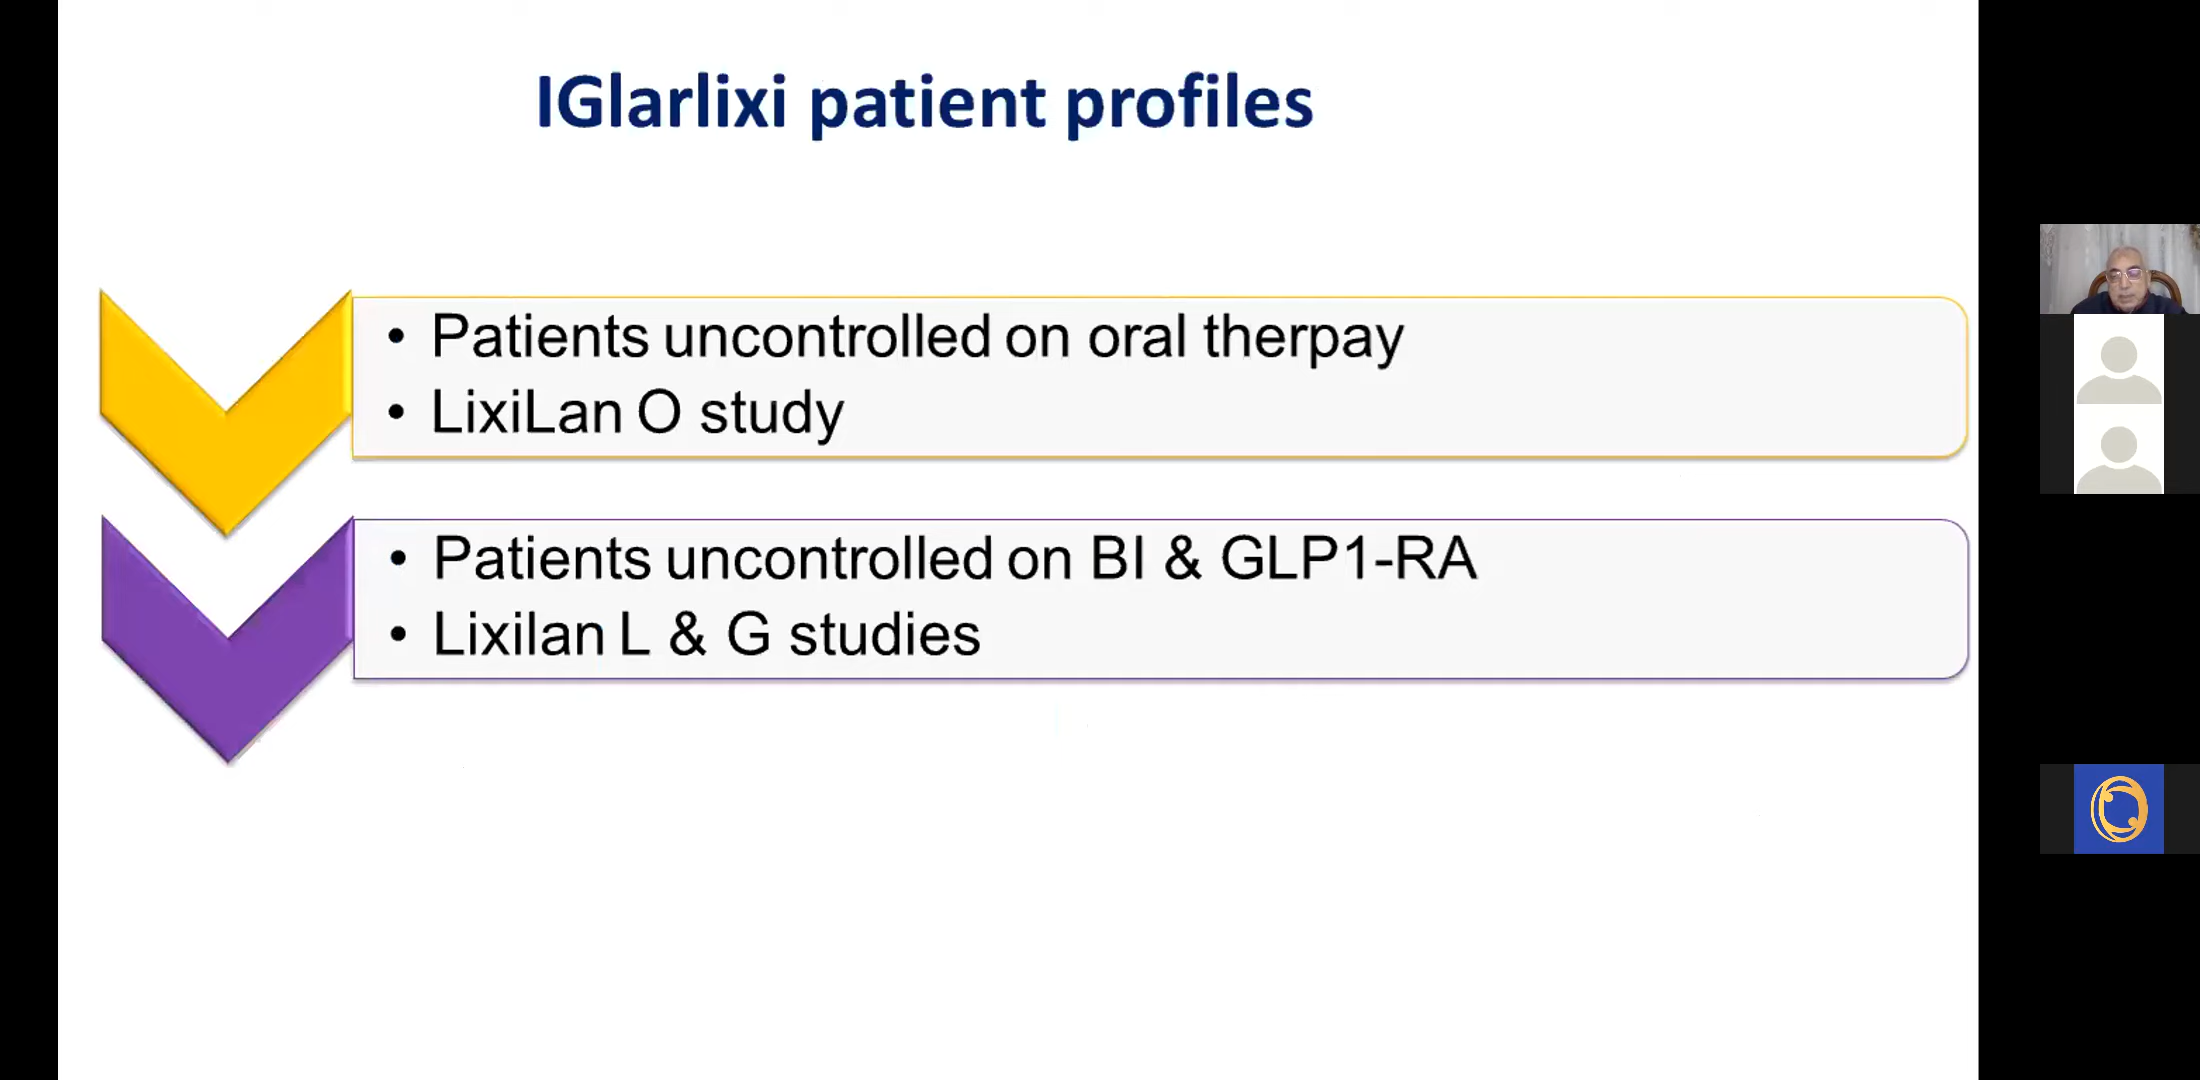 IGlarlixi patient profiles
• Patients uncontrolled on oral therpay
• LixiLan O study
• Patients uncontrolled on BI & GLP1-RA
• Lixilan L & G studies